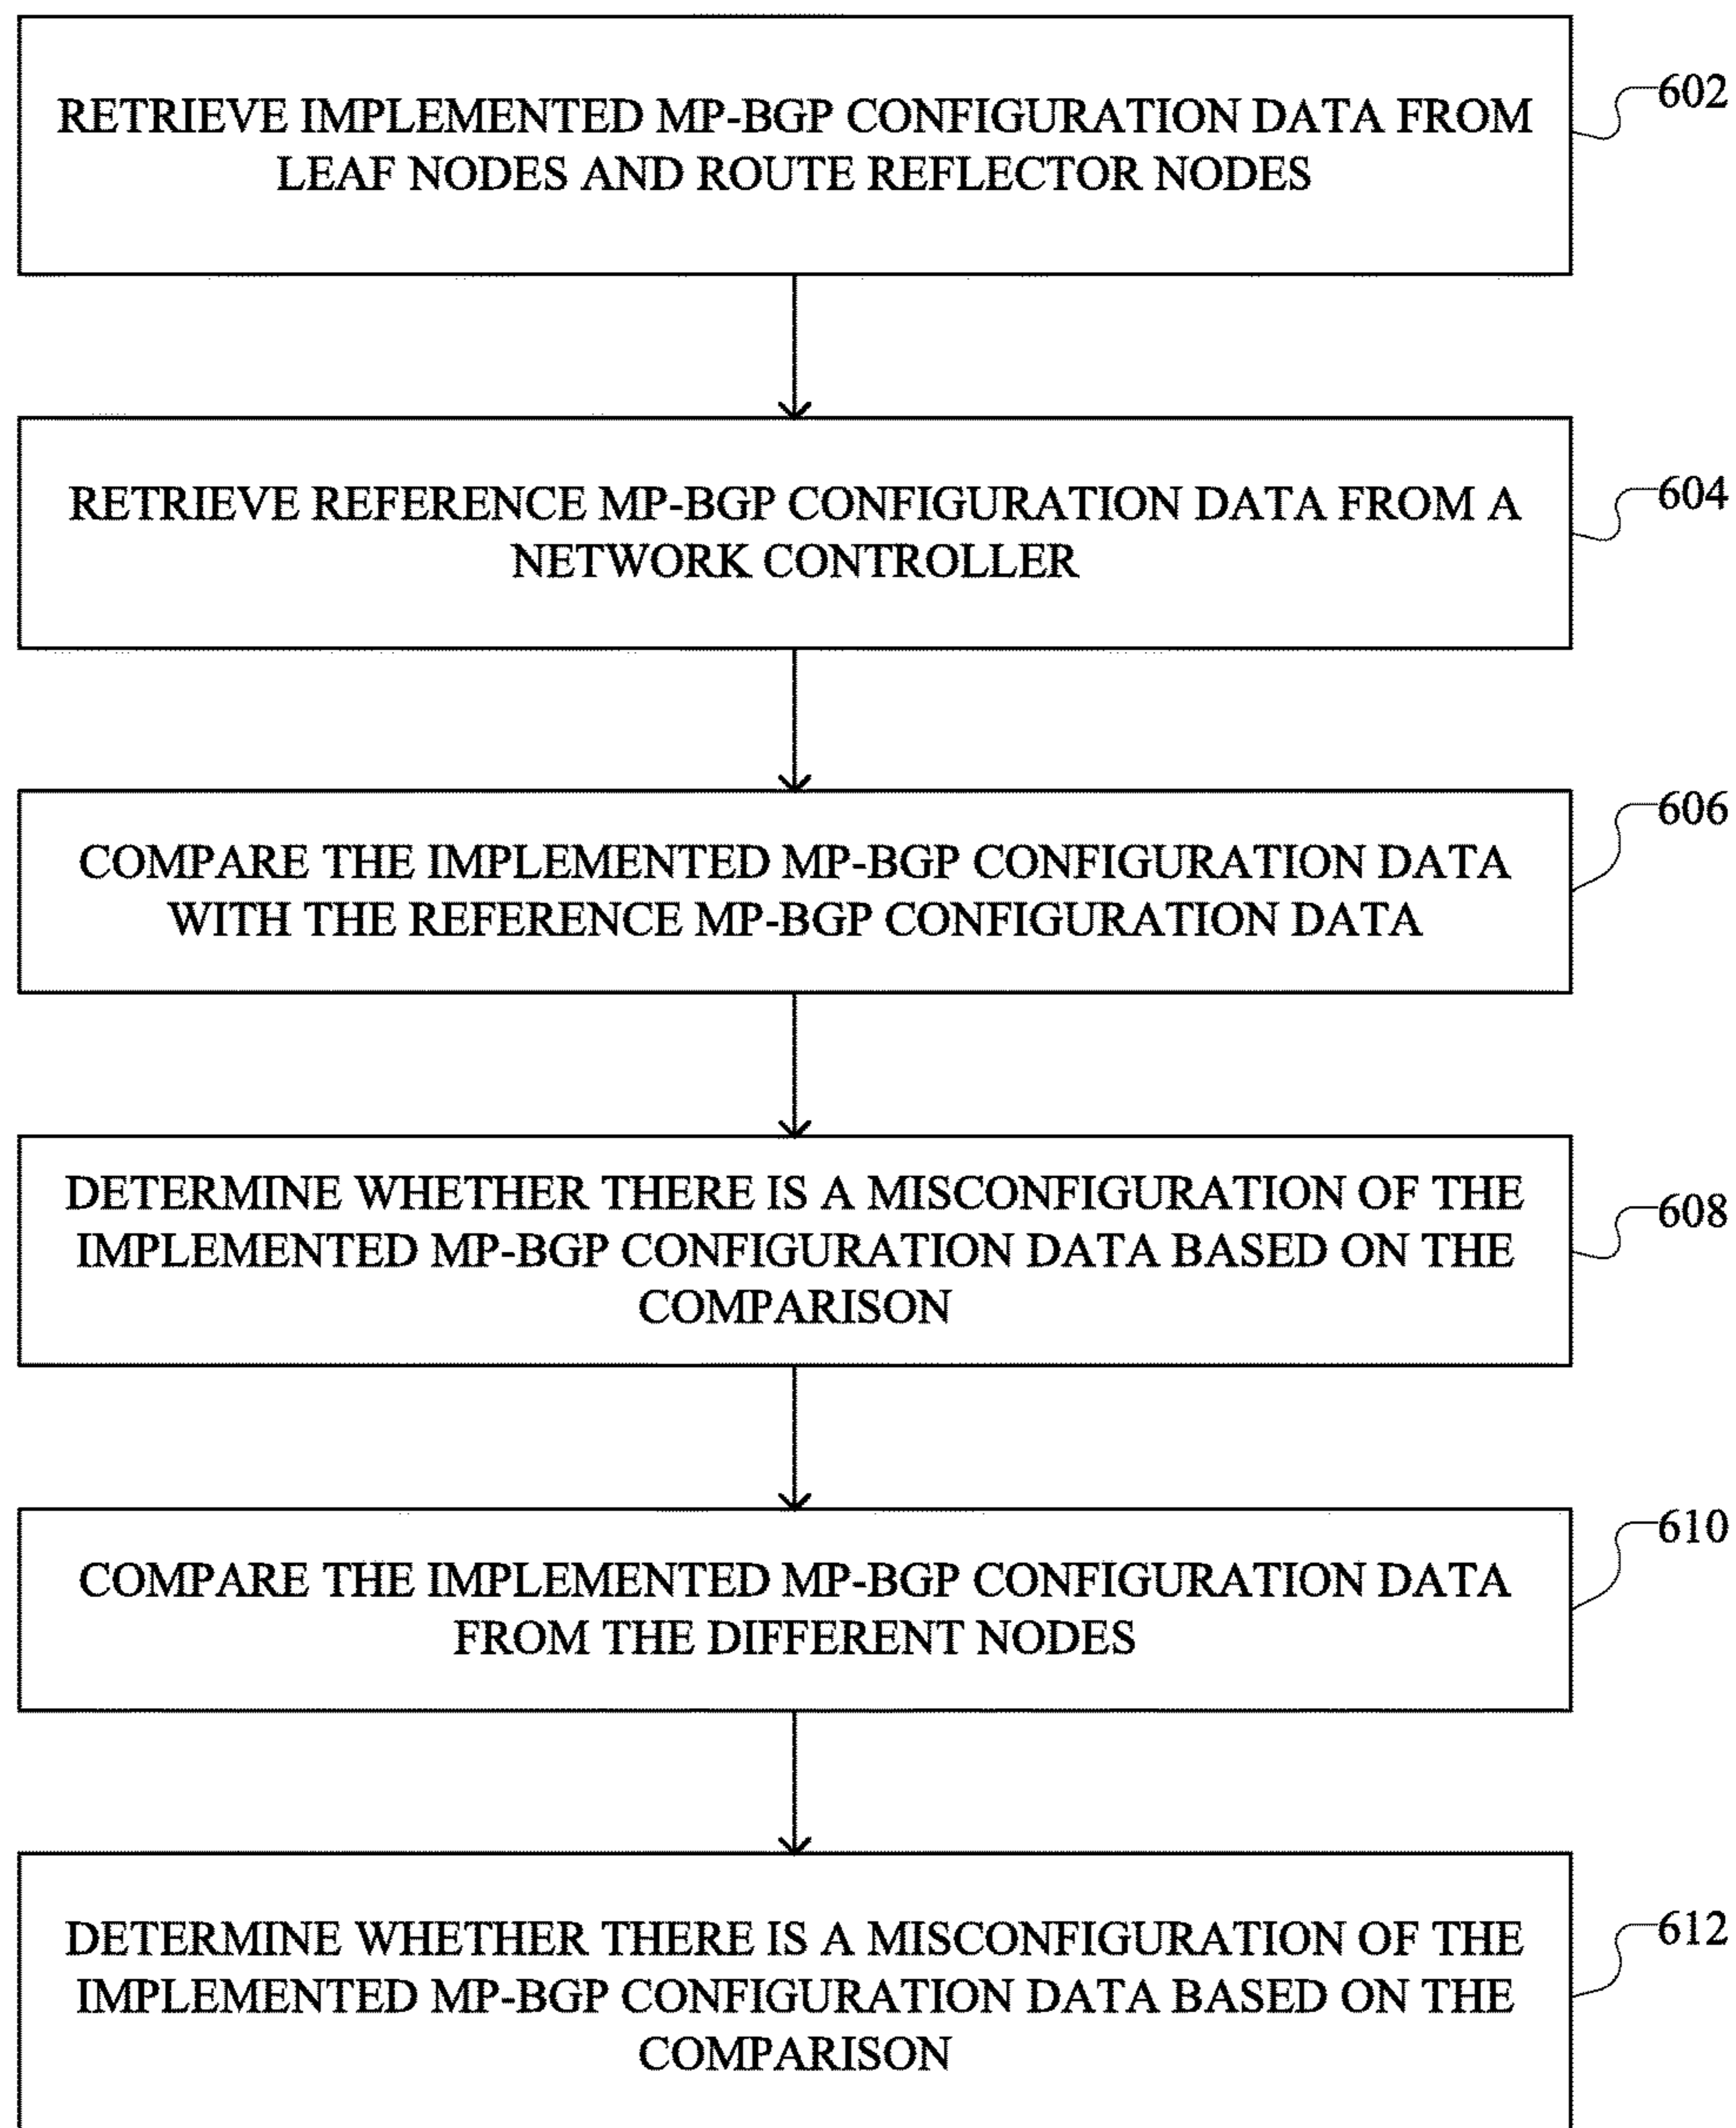 RETRIEVE IMPLEMENTED MP-BGP CONFIGURATION DATA FROM
LEAF NODES AND ROUTE REFLECTOR NODES
602
RETRIEVE REFERENCE MP-BGP CONFIGURATION DATA FROM A
NETWORK CONTROLLER
604
COMPARE THE IMPLEMENTED MP-BGP CONFIGURATION DATA
WITH THE REFERENCE MP-BGP CONFIGURATION DATA
606
DETERMINE WHETHER THERE IS A MISCONFIGURATION OF THE
IMPLEMENTED MP-BGP CONFIGURATION DATA BASED ON THE
COMPARISON
608
COMPARE THE IMPLEMENTED MP-BGP CONFIGURATION DATA
FROM THE DIFFERENT NODES
610
DETERMINE WHETHER THERE IS A MISCONFIGURATION OF THE
IMPLEMENTED MP-BGP CONFIGURATION DATA BASED ON THE
COMPARISON
612